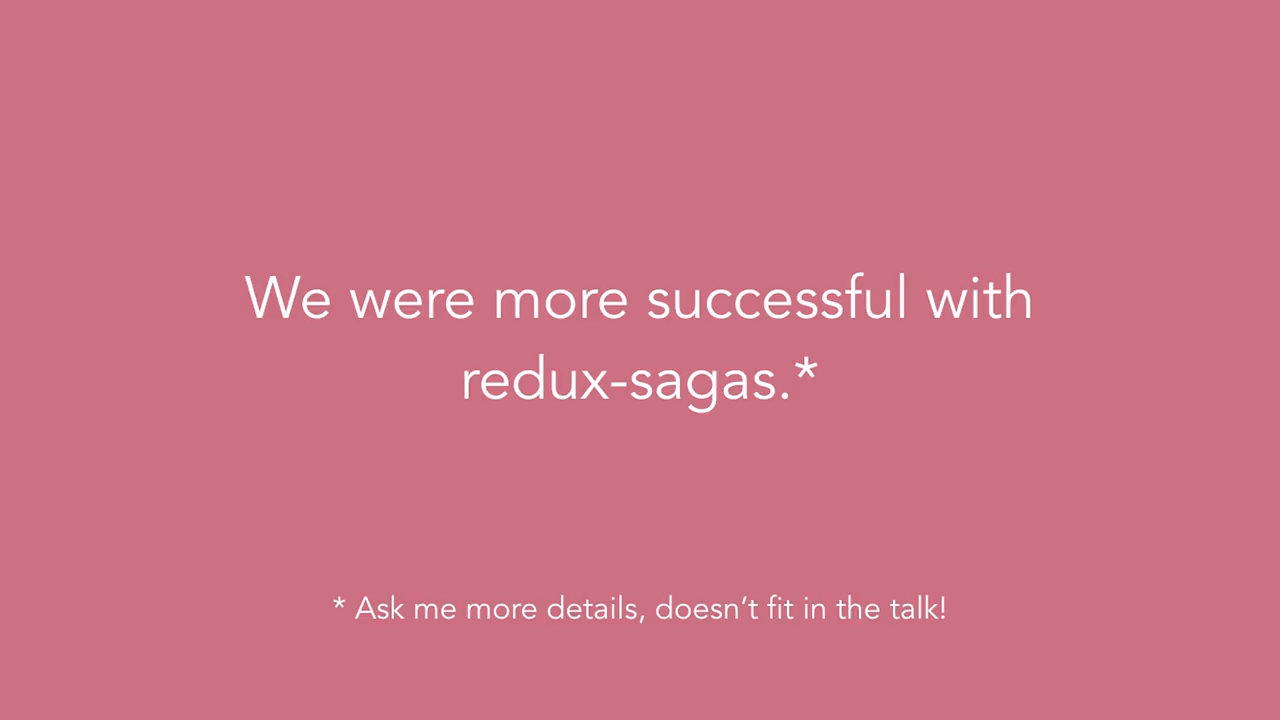 We were more successful with
redux-sagas.*
* Ask me more details, doesn’t fit in the talk!